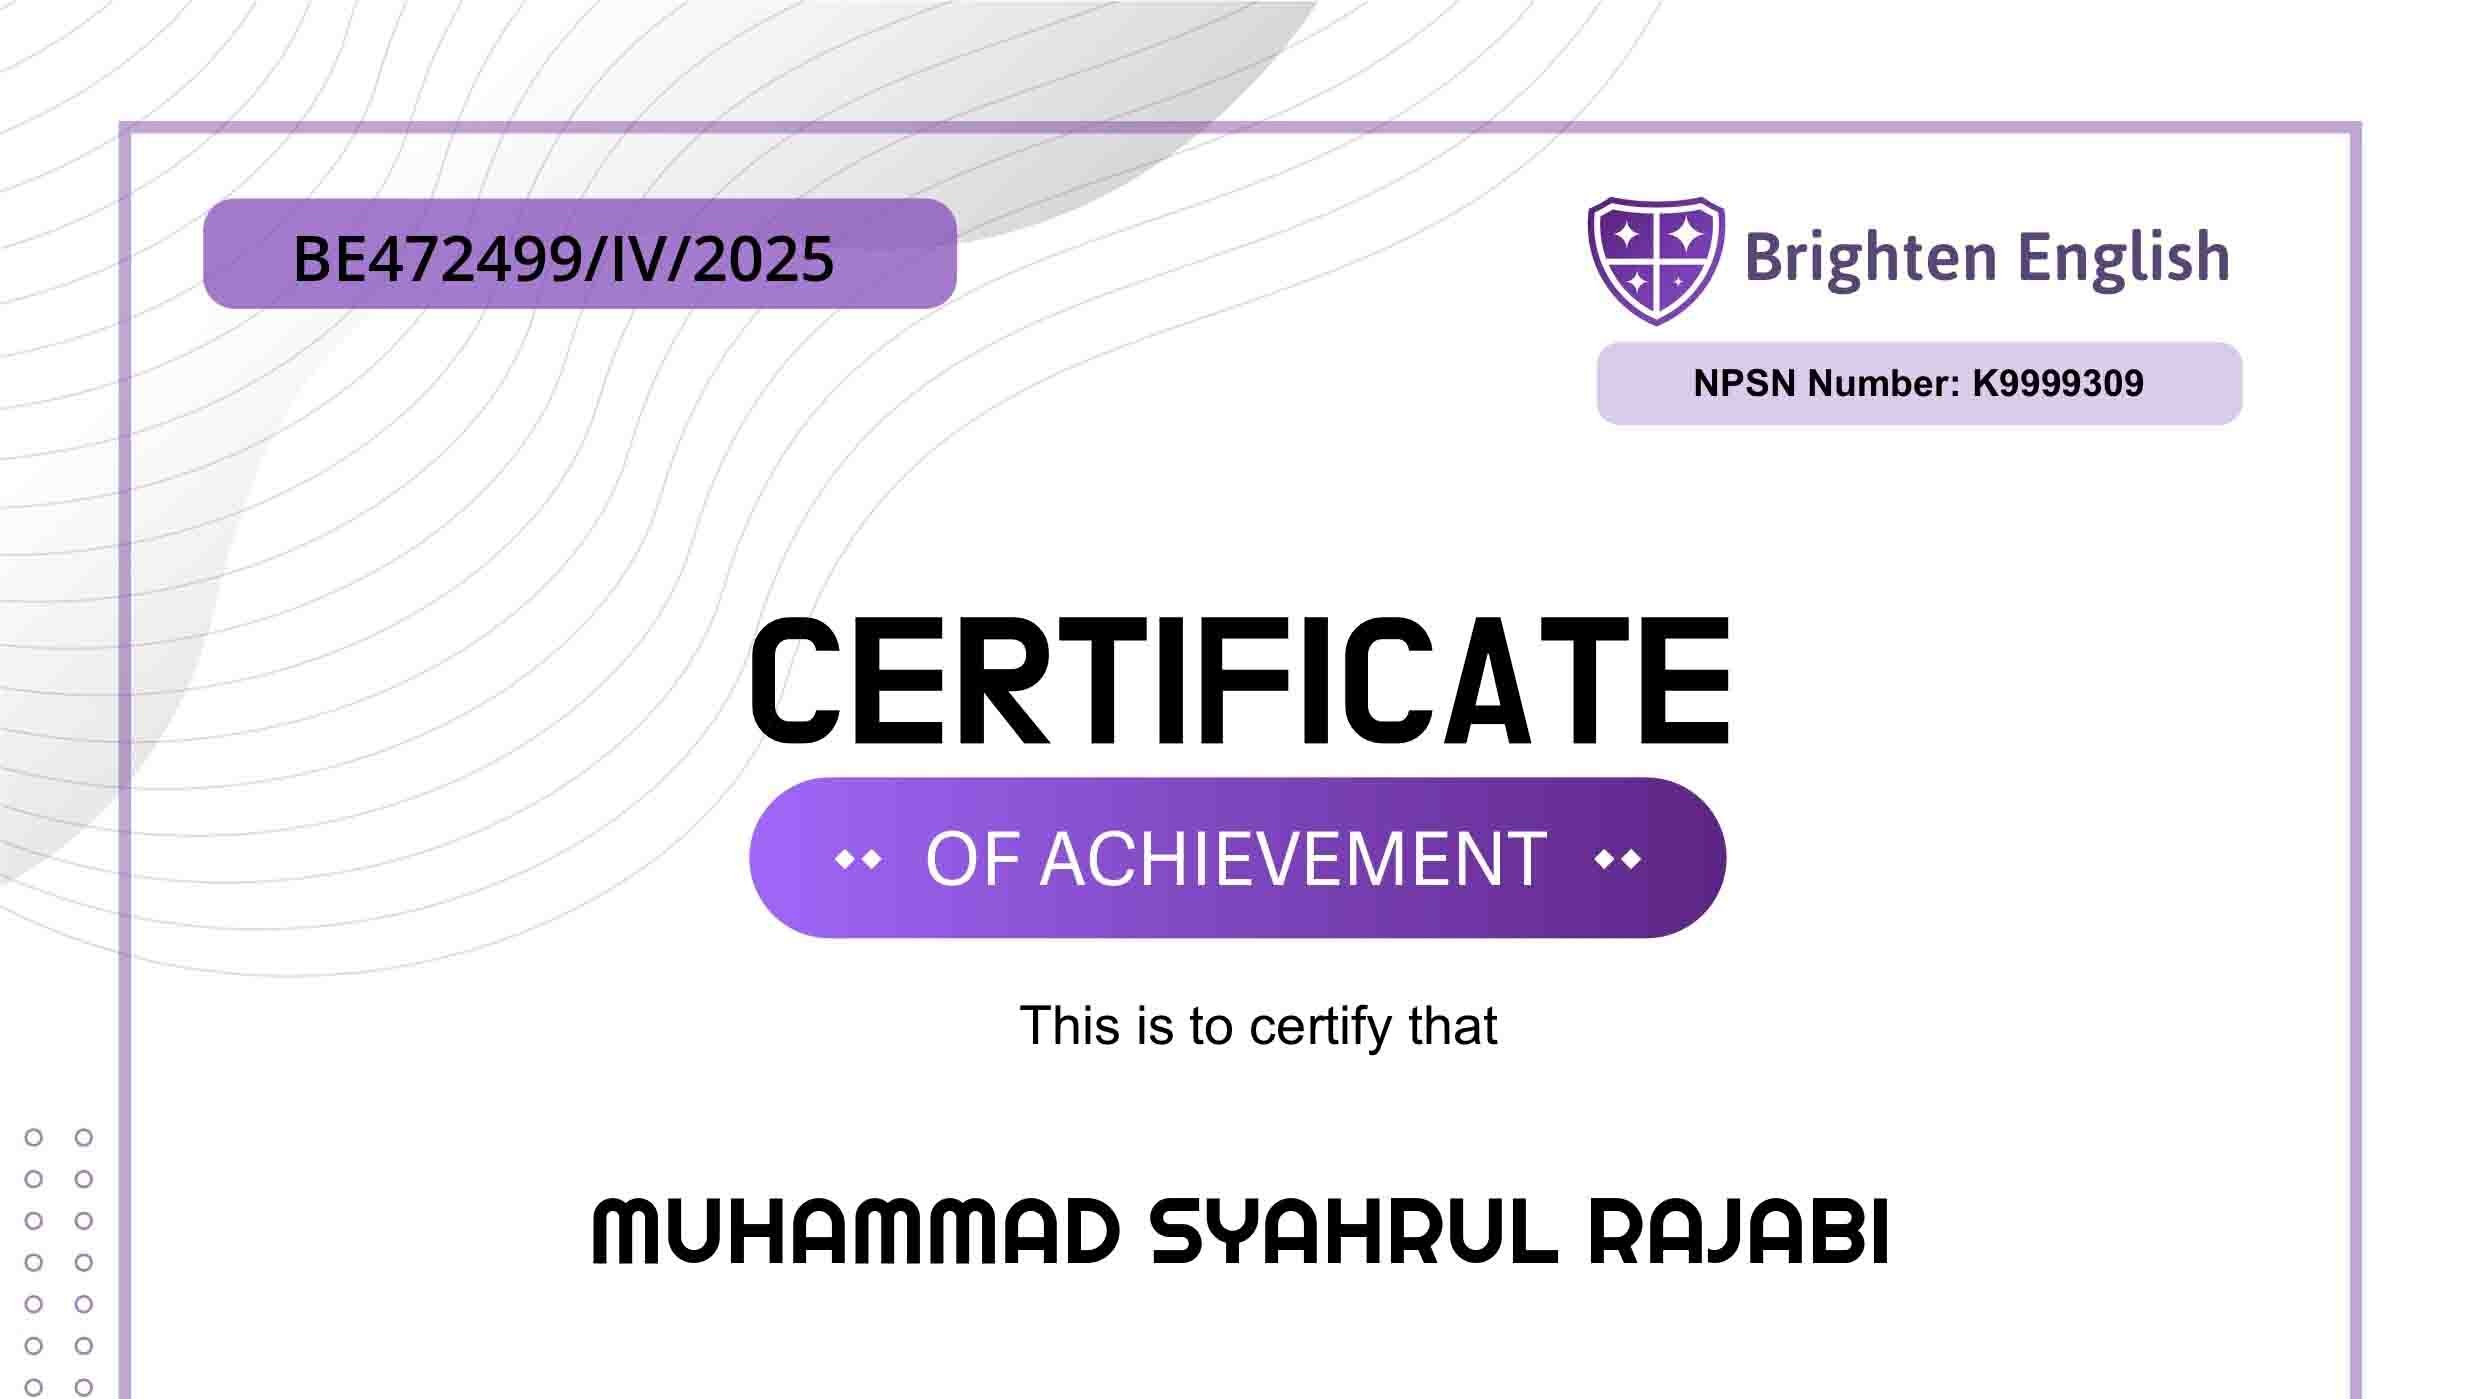 BE472499/IV/2025
Brighten English
NPSN Number: K9999309
CERTIFICATE
OF ACHIEVEMENT
This is to certify that
MUHAMMAD SYAHRUL RAJABI